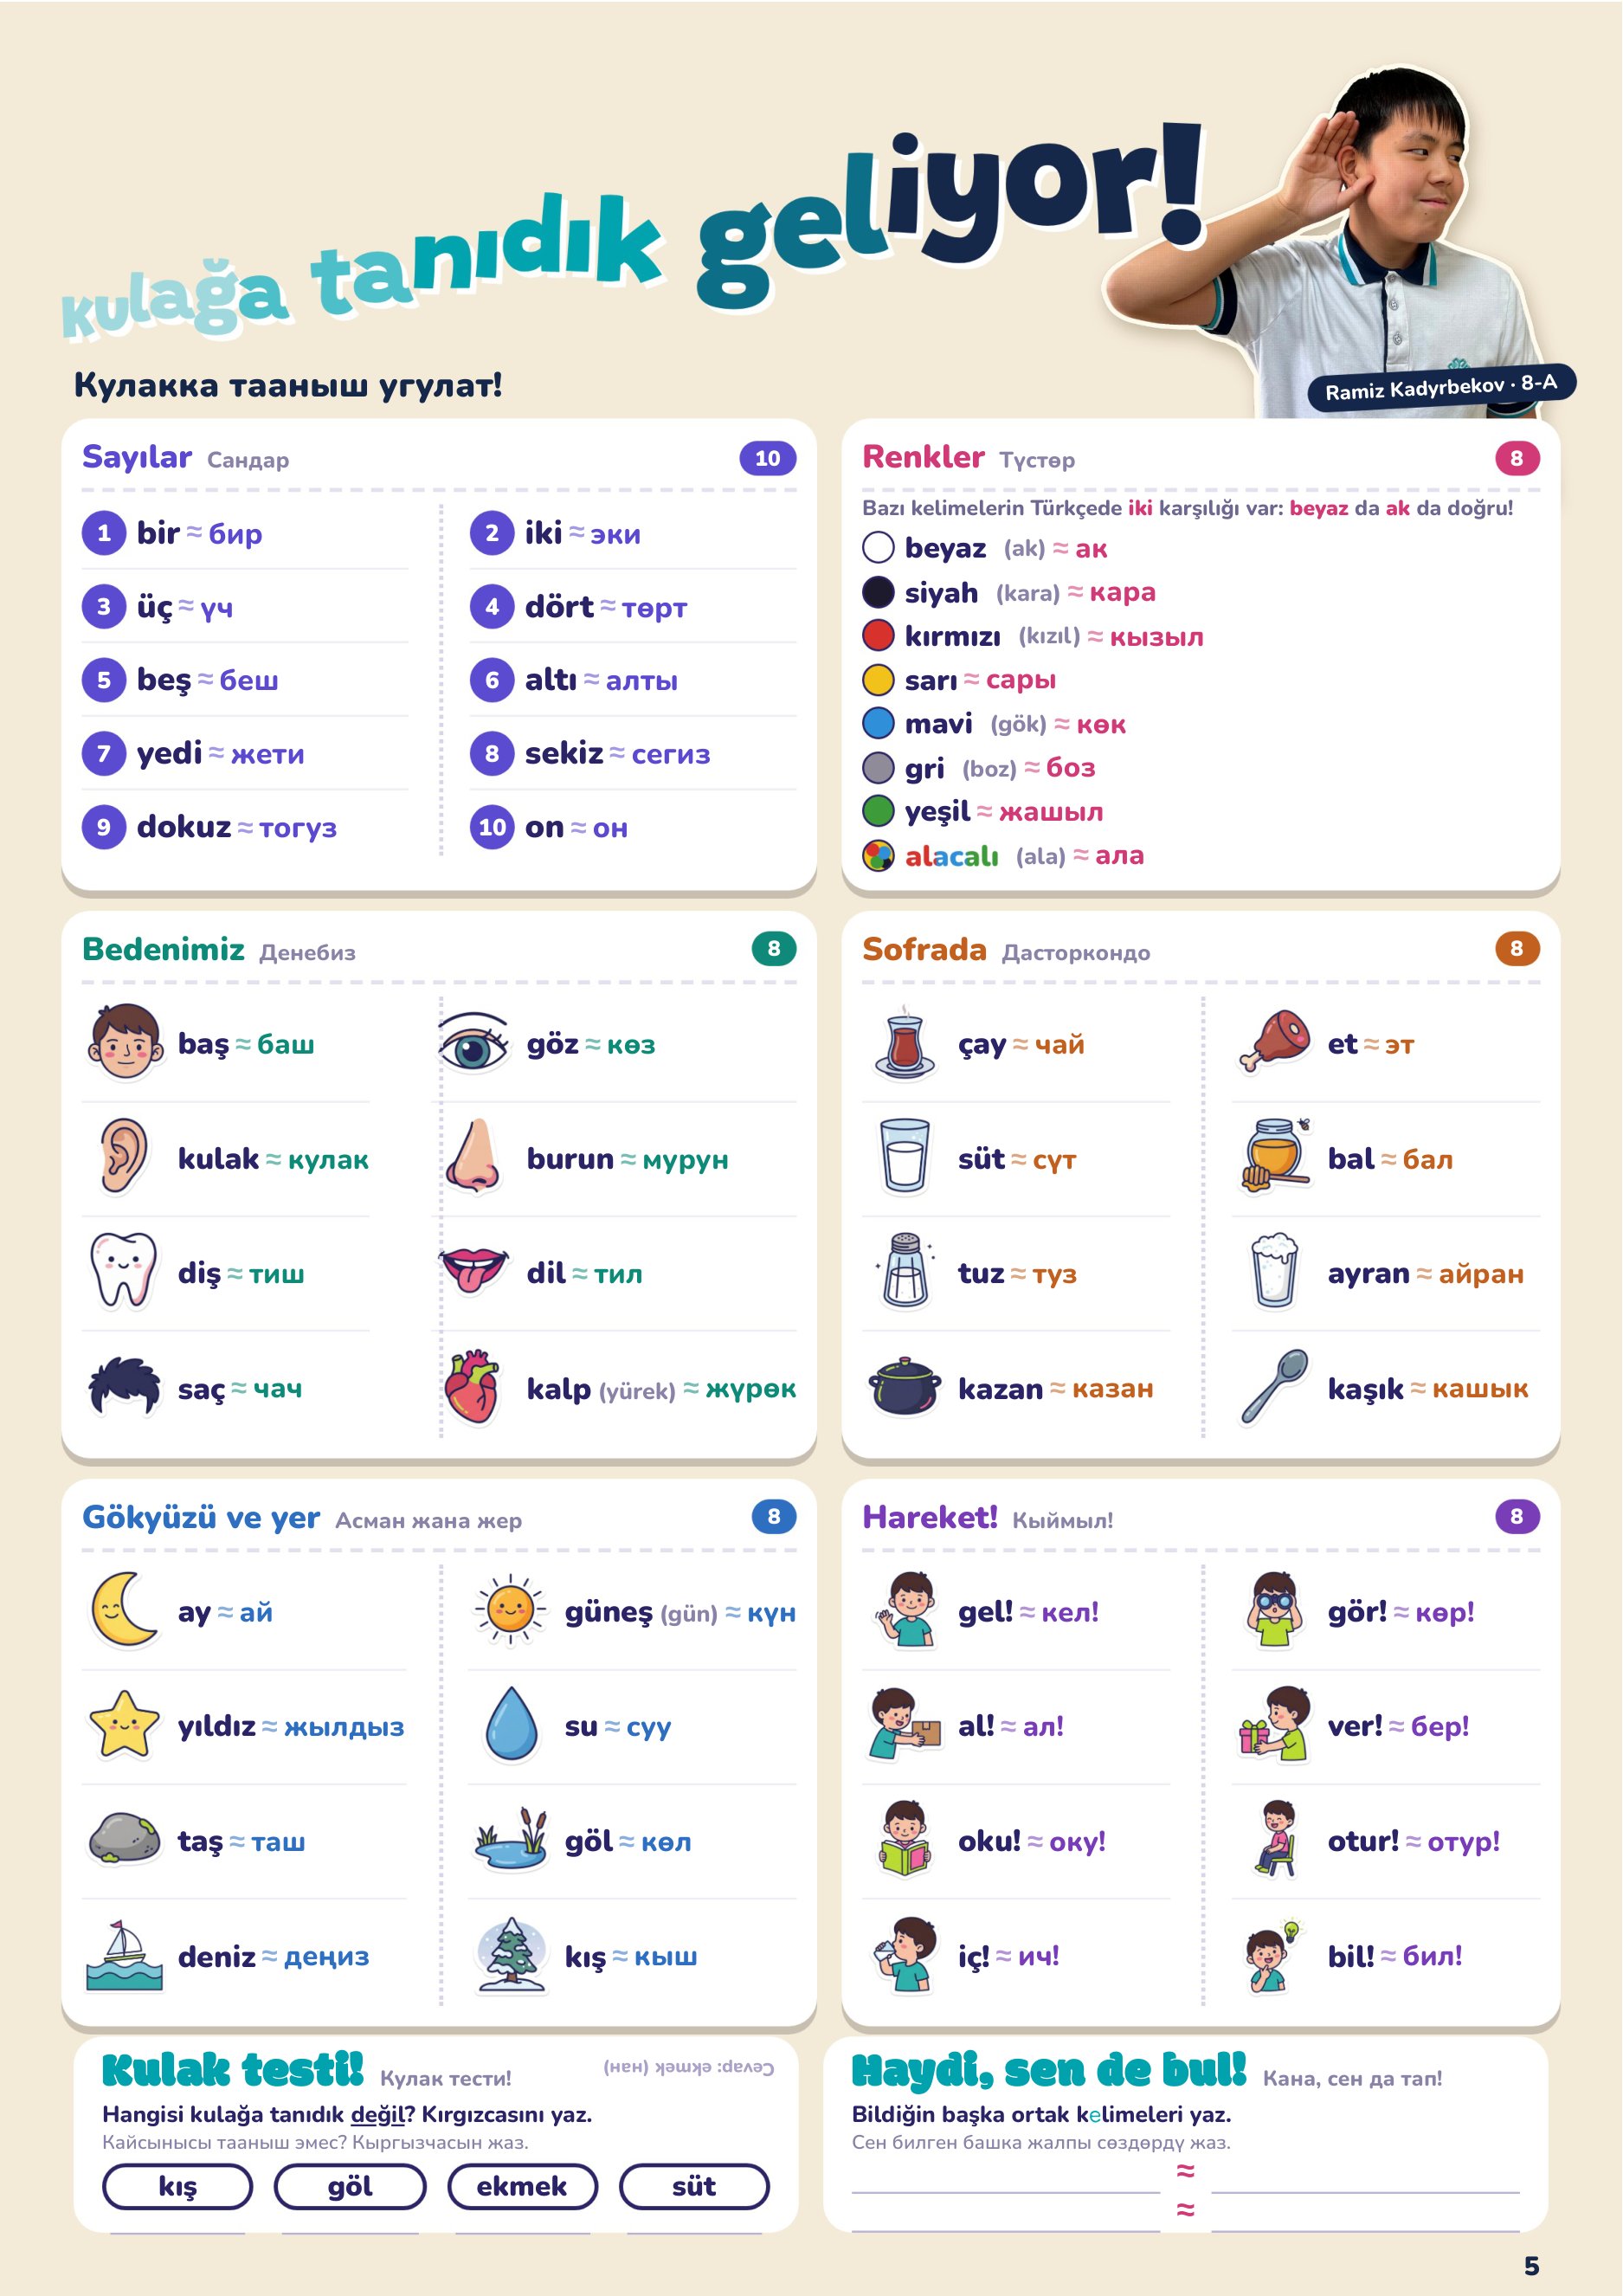 kulağa tanıdık geliyor!
Кулакка тааныш угулат!
Ramiz Kadyrbekov · 8-A
Sayılar Сандар 10
1 bir ≈ бир
2 iki ≈ эки
3 üç ≈ үч
4 dört ≈ төрт
5 beş ≈ беш
6 altı ≈ алты
7 yedi ≈ жети
8 sekiz ≈ сегиз
9 dokuz ≈ тогуз
10 on ≈ он
Renkler Түстөр 8
Bazı kelimelerin Türkçede iki karşılığı var: beyaz da ak da doğru!
beyaz (ak) ≈ ак
siyah (kara) ≈ кара
kırmızı (kızıl) ≈ кызыл
sarı ≈ сары
mavi (gök) ≈ көк
gri (boz) ≈ боз
yeşil ≈ жашыл
alacalı (ala) ≈ ала
Bedenimiz Денебиз 8
baş ≈ баш
göz ≈ көз
kulak ≈ кулак
burun ≈ мурун
diş ≈ тиш
dil ≈ тил
saç ≈ чач
kalp (yürek) ≈ жүрөк
Sofrada Дасторкондо 8
çay ≈ чай
et ≈ эт
süt ≈ сүт
bal ≈ бал
tuz ≈ туз
ayran ≈ айран
kazan ≈ казан
kaşık ≈ кашык
Gökyüzü ve yer Асман жана жер 8
ay ≈ ай
güneş (gün) ≈ күн
yıldız ≈ жылдыз
su ≈ суу
taş ≈ таш
göl ≈ көл
deniz ≈ деңиз
kış ≈ кыш
Hareket! Кыймыл! 8
gel! ≈ кел!
gör! ≈ көр!
al! ≈ ал!
ver! ≈ бер!
oku! ≈ оку!
otur! ≈ отур!
iç! ≈ ич!
bil! ≈ бил!
Kulak testi! Кулак тести!
Cevap: ekmek (нан)
Hangisi kulağa tanıdık değil? Kırgızcasını yaz.
Кайсынысы тааныш эмес? Кыргызчасын жаз.
kış göl ekmek süt
Haydi, sen de bul! Кана, сен да тап!
Bildiğin başka ortak kelimeleri yaz.
Сен билген башка жалпы сөздөрдү жаз.
≈
≈
5